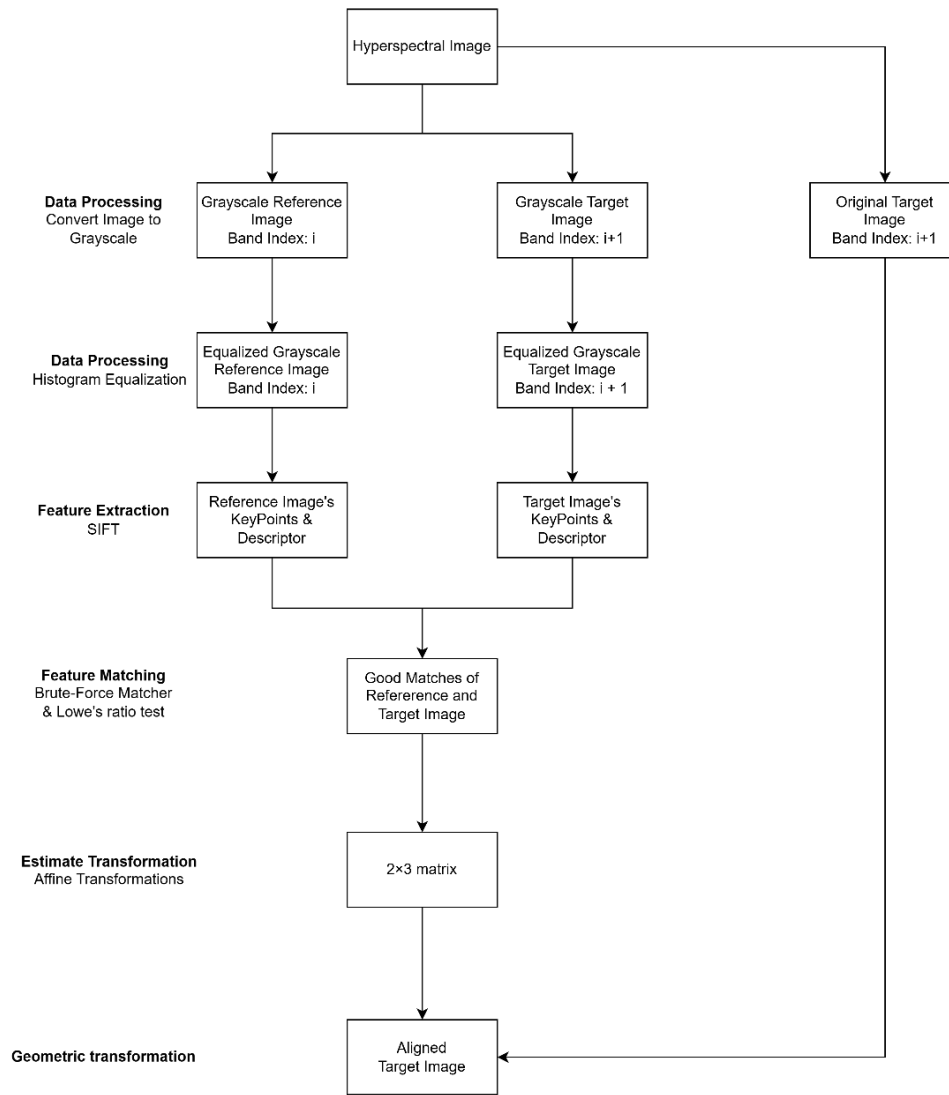 Hyperspectral Image
Data Processing
Convert Image to
Grayscale
Grayscale Reference
Image
Band Index: i
Grayscale Target
Image
Band Index: i+1
Original Target
Image
Band Index: i+1
Data Processing
Histogram Equalization
Equalized Grayscale
Reference Image
Band Index: i
Equalized Grayscale
Target Image
Band Index: i + 1
Feature Extraction
SIFT
Reference Image's
KeyPoints &
Descriptor
Target Image's
KeyPoints &
Descriptor
Feature Matching
Brute-Force Matcher
& Lowe's ratio test
Good Matches of
Refererence and
Target Image
Estimate Transformation
Affine Transformations
2×3 matrix
Geometric transformation
Aligned
Target Image